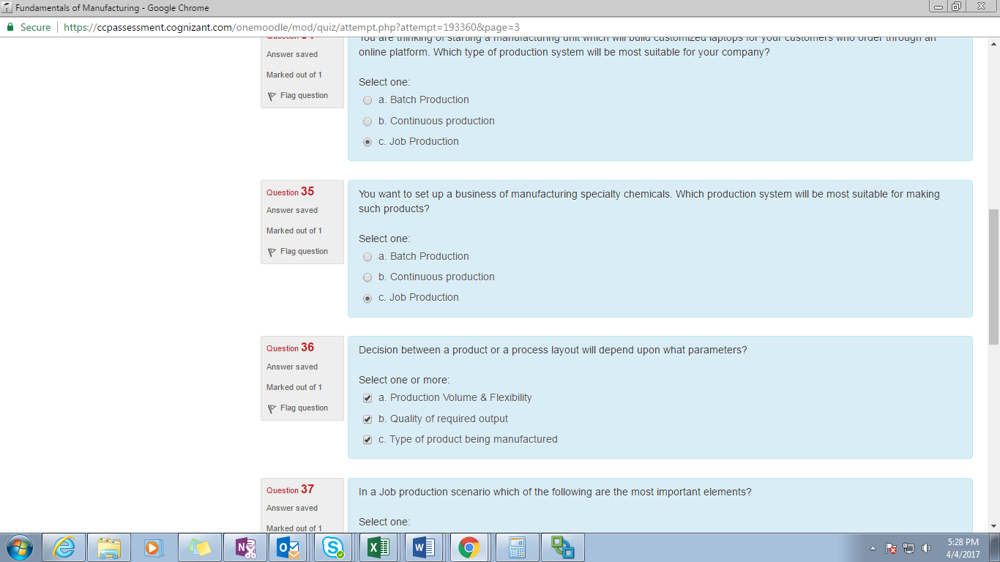 Fundamentals of Manufacturing - Google Chrome
Secure https://ccpassessment.cognizant.com/onemoodle/mod/quiz/attempt.php?attempt=193360&page=3
You are thinking of starting a manufacturing unit which will build customized laptops for your customers who order through an
online platform. Which type of production system will be most suitable for your company?
Answer saved
Marked out of 1
Flag question
Select one:
a. Batch Production
b. Continuous production
c. Job Production
Question 35
Answer saved
Marked out of 1
Flag question
You want to set up a business of manufacturing specialty chemicals. Which production system will be most suitable for making
such products?
Select one:
a. Batch Production
b. Continuous production
c. Job Production
Question 36
Answer saved
Marked out of 1
Flag question
Decision between a product or a process layout will depend upon what parameters?
Select one or more:
a. Production Volume & Flexibility
b. Quality of required output
c. Type of product being manufactured
Question 37
Answer saved
Marked out of 1
In a Job production scenario which of the following are the most important elements?
Select one:
5:28 PM
4/4/2017